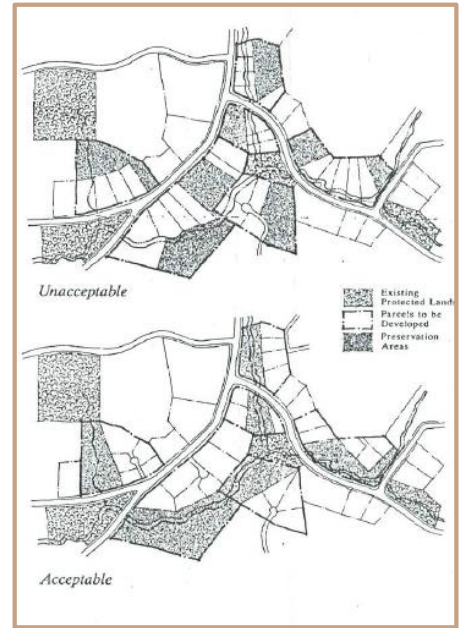 Unacceptable
Existing
Protected Land
Parcels to be
Developed
Preservation
Areas
Acceptable